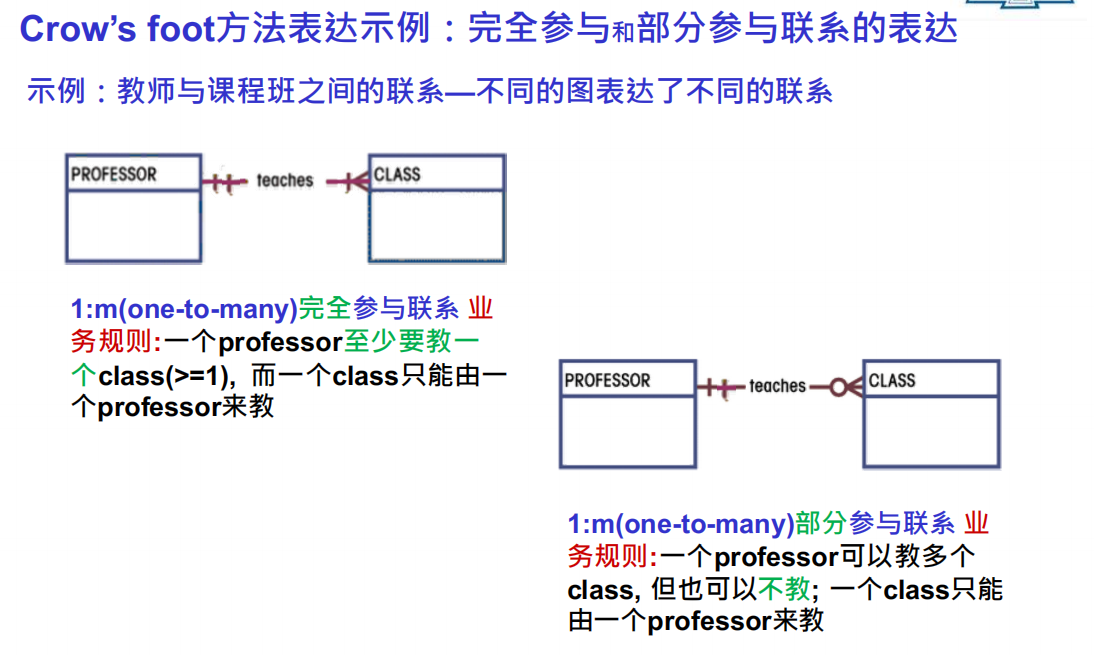 Crow’s foot方法表达示例：完全参与和部分参与联系的表达
示例：教师与课程班之间的联系—不同的图表达了不同的联系
PROFESSOR teaches CLASS
1:m(one-to-many)完全参与联系 业
务规则:一个professor至少要教一
个class(>=1), 而一个class只能由一
个professor来教
PROFESSOR teaches CLASS
1:m(one-to-many)部分参与联系 业
务规则:一个professor可以教多个
class, 但也可以不教; 一个class只能
由一个professor来教